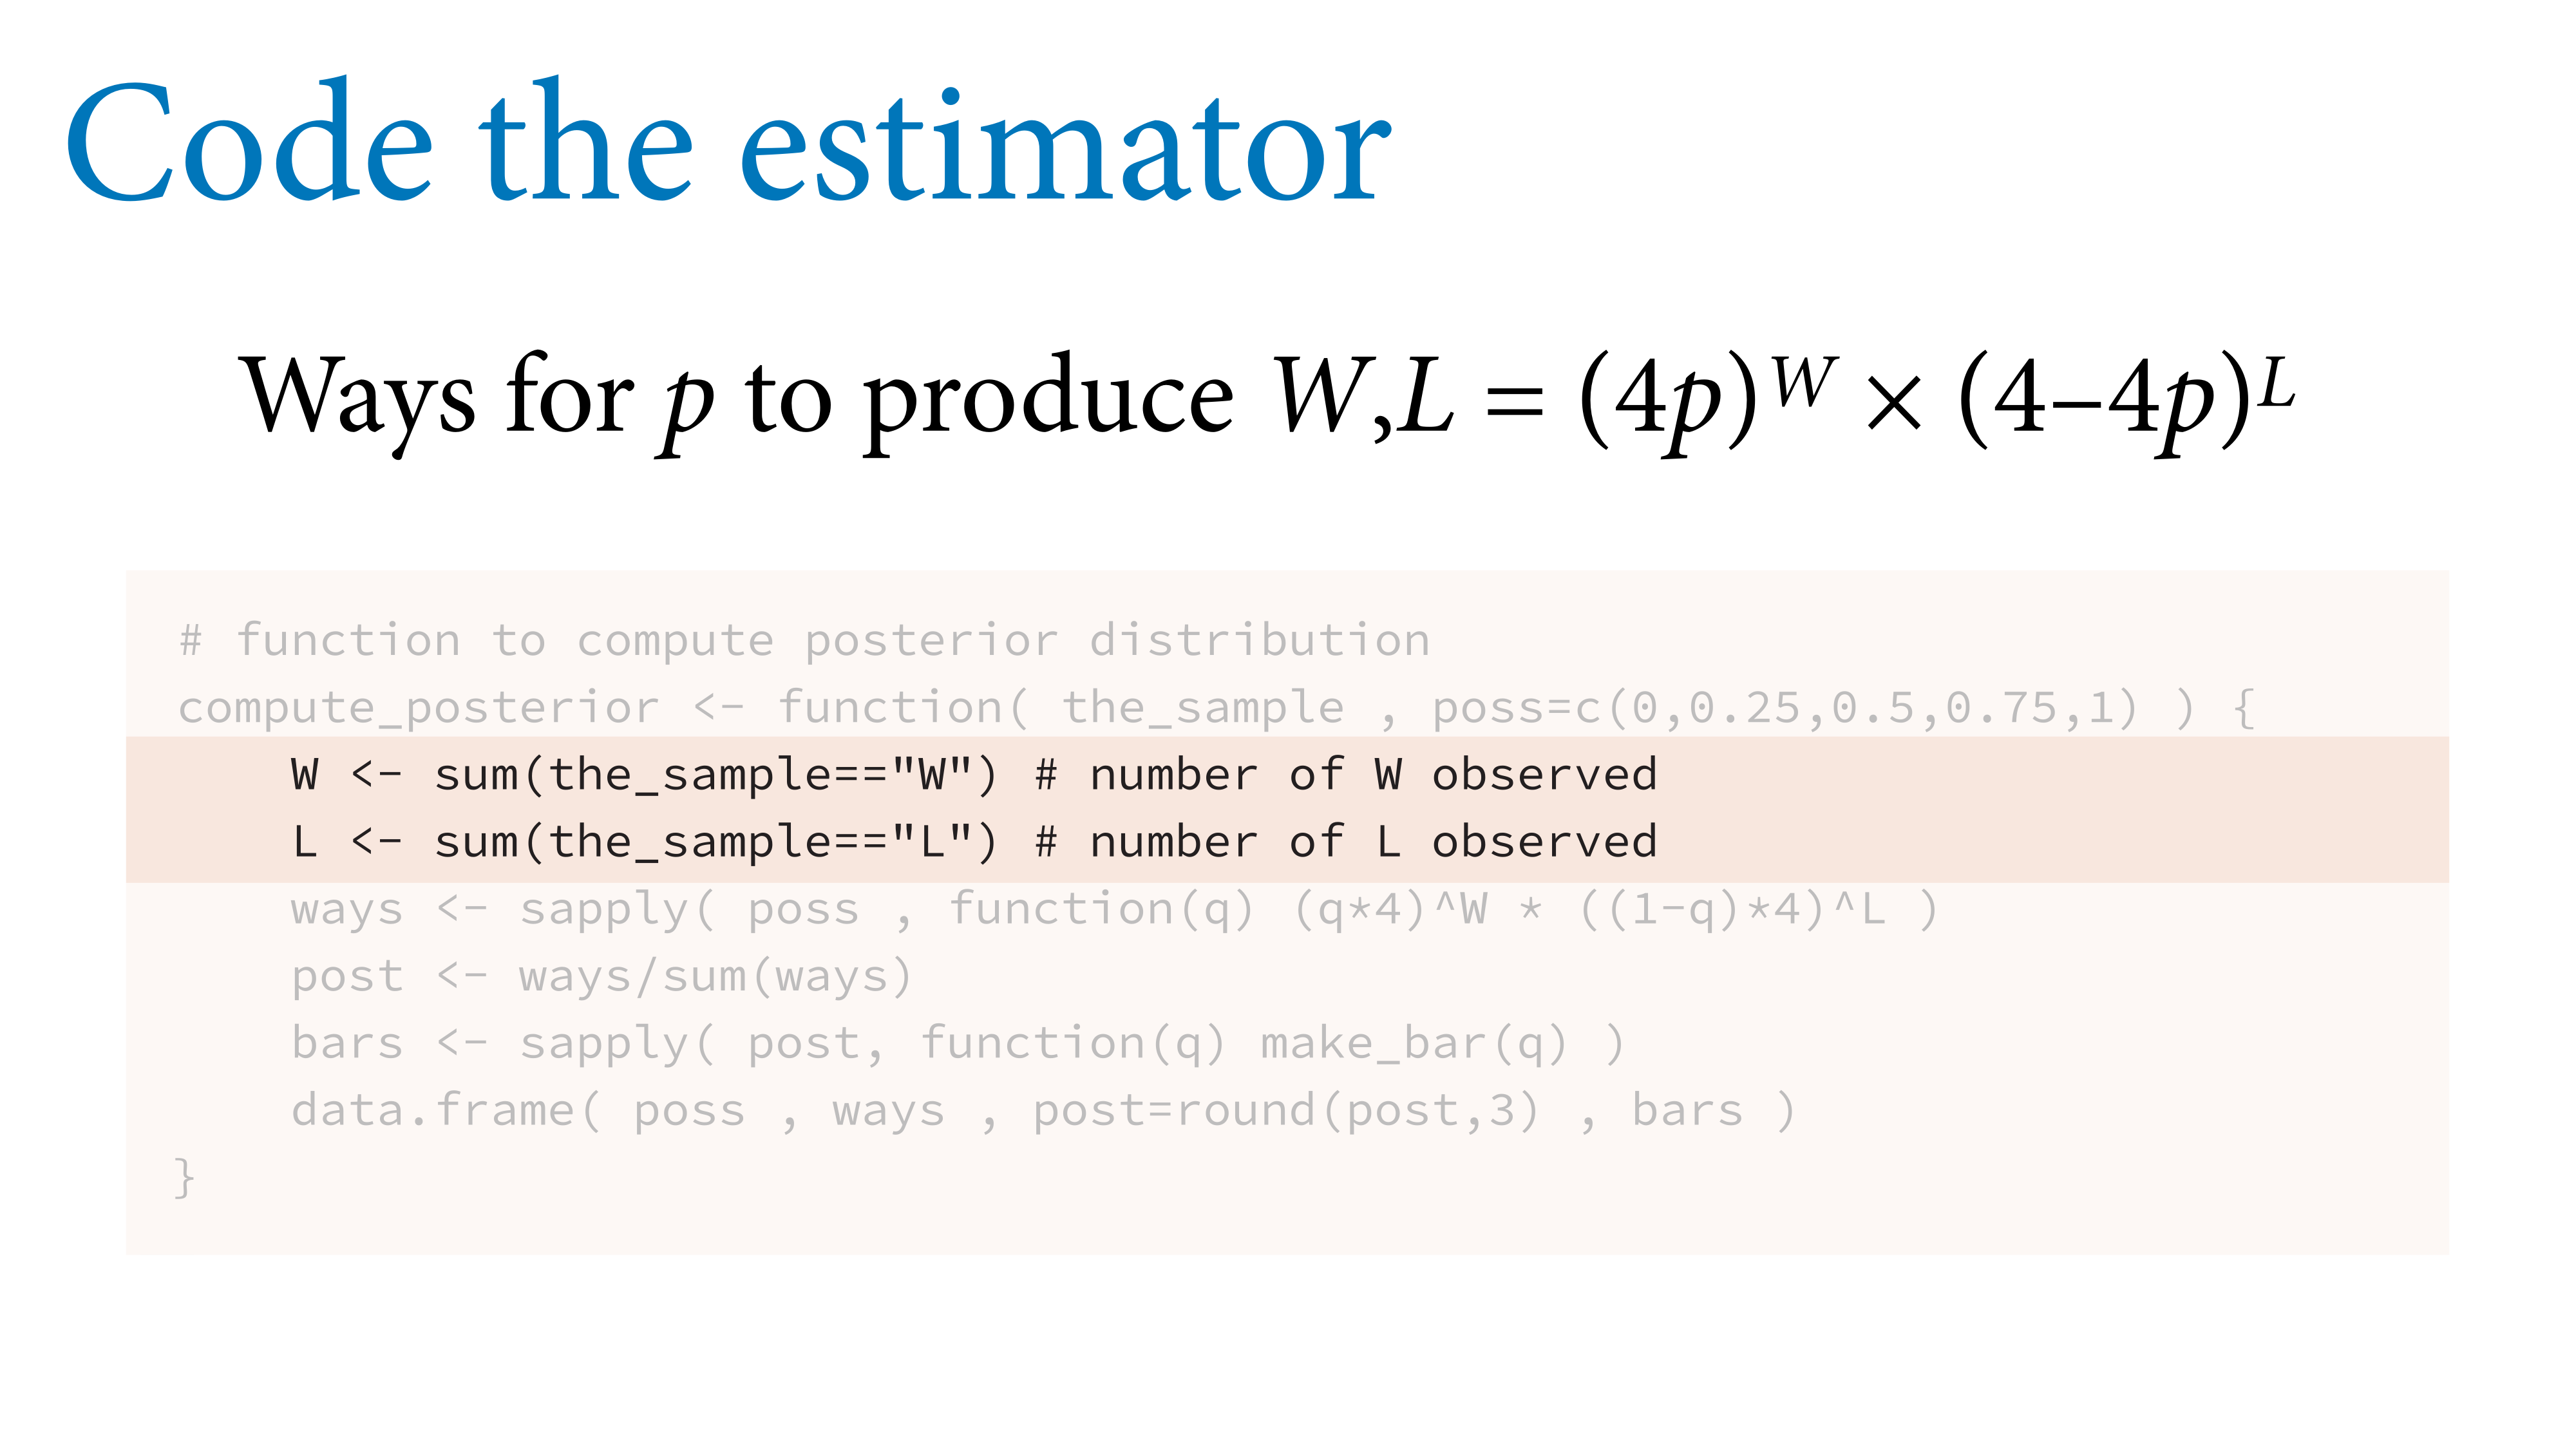 Code the estimator
Ways for p to produce W,L = (4p)^W × (4–4p)^L
# function to compute posterior distribution
compute_posterior <- function( the_sample , poss=c(0,0.25,0.5,0.75,1) ) {
    W <- sum(the_sample=="W") # number of W observed
    L <- sum(the_sample=="L") # number of L observed
    ways <- sapply( poss , function(q) (q*4)^W * ((1-q)*4)^L )
    post <- ways/sum(ways)
    bars <- sapply( post, function(q) make_bar(q) )
    data.frame( poss , ways , post=round(post,3) , bars )
}